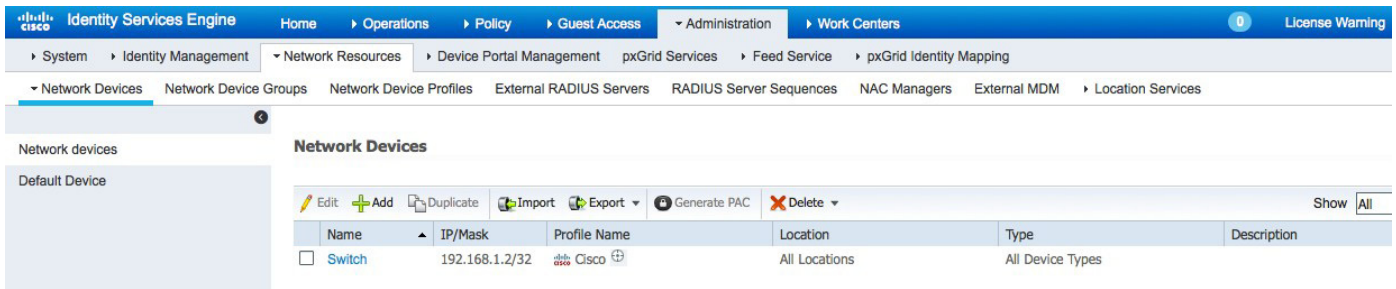 cisco Identity Services Engine Home Operations Policy Guest Access Administration Work Centers 0 License Warning
System Identity Management Network Resources Device Portal Management pxGrid Services Feed Service pxGrid Identity Mapping
Network Devices Network Device Groups Network Device Profiles External RADIUS Servers RADIUS Server Sequences NAC Managers External MDM Location Services
Network devices
Default Device
Network Devices
Edit Add Duplicate Import Export Generate PAC Delete Show All
Name IP/Mask Profile Name Location Type Description
Switch 192.168.1.2/32 cisco Cisco All Locations All Device Types